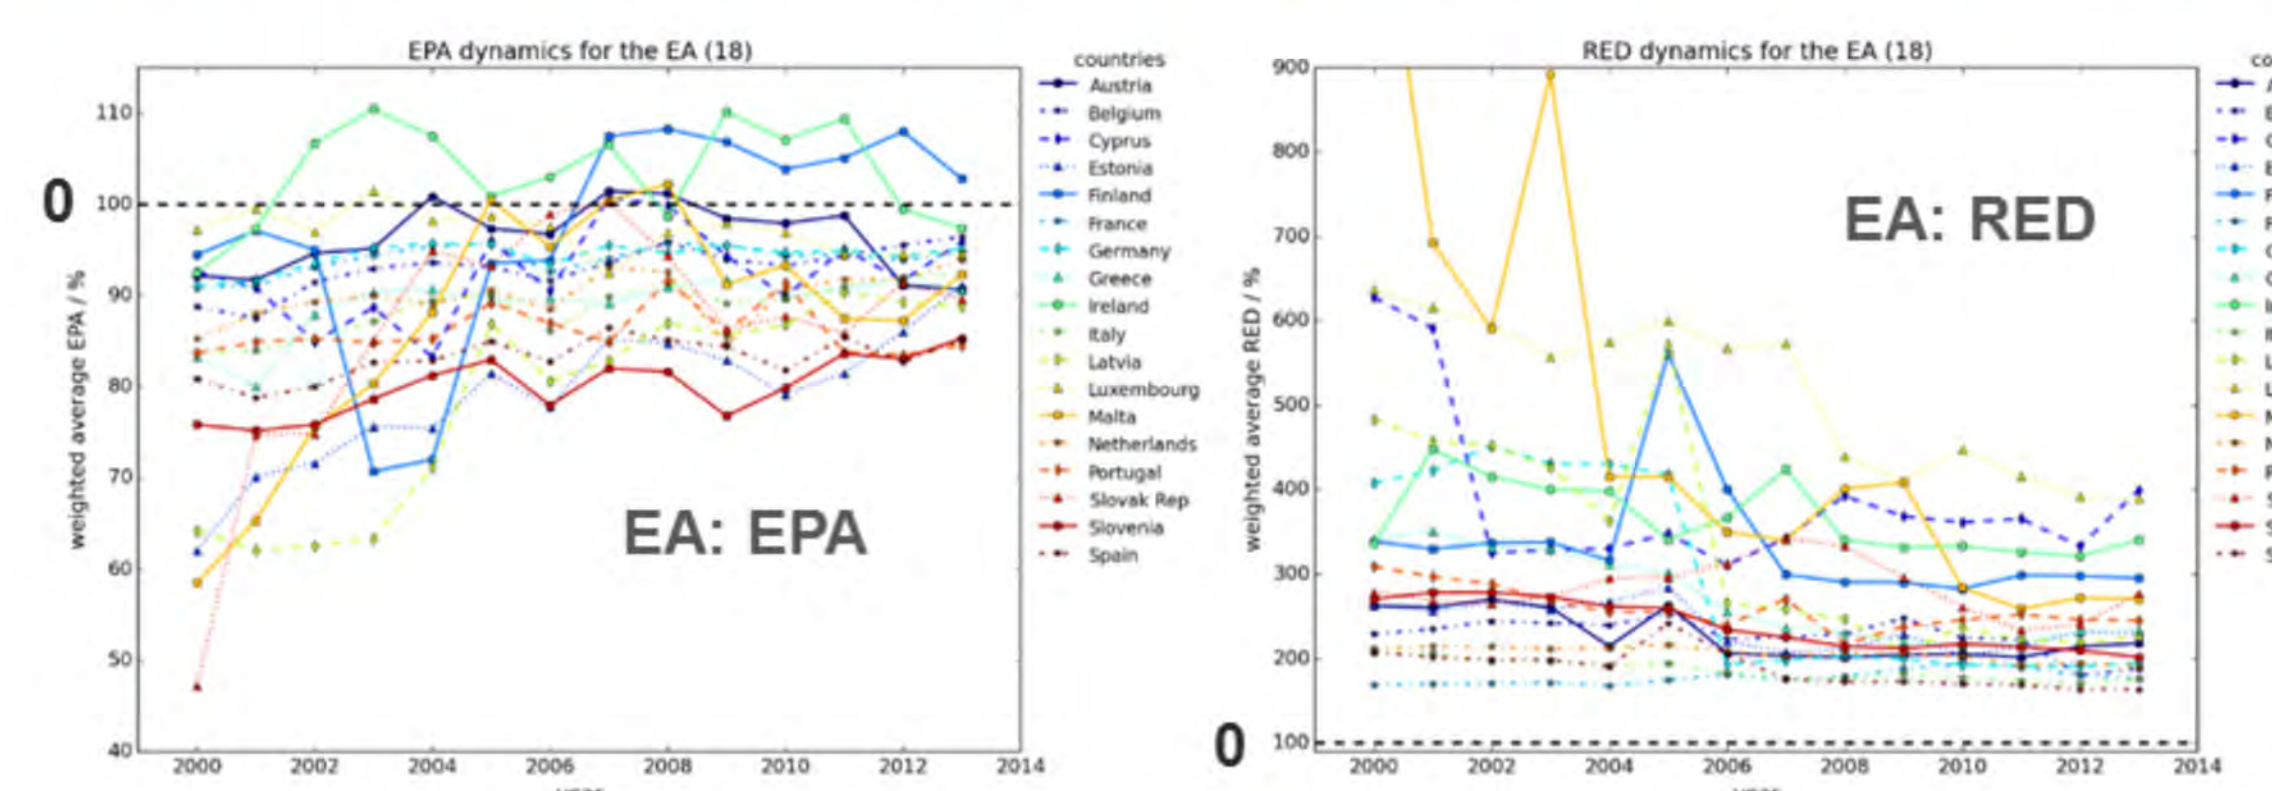 EPA dynamics for the EA (18)
110
100
90
80
70
60
50
40
0
weighted average EPA / %
2000 2002 2004 2006 2008 2010 2012 2014
EA: EPA
countries
Austria
Belgium
Cyprus
Estonia
Finland
France
Germany
Greece
Ireland
Italy
Latvia
Luxembourg
Malta
Netherlands
Portugal
Slovak Rep
Slovenia
Spain
RED dynamics for the EA (18)
900
800
700
600
500
400
300
200
100
0
weighted average RED / %
2000 2002 2004 2006 2008 2010 2012 2014
EA: RED
co